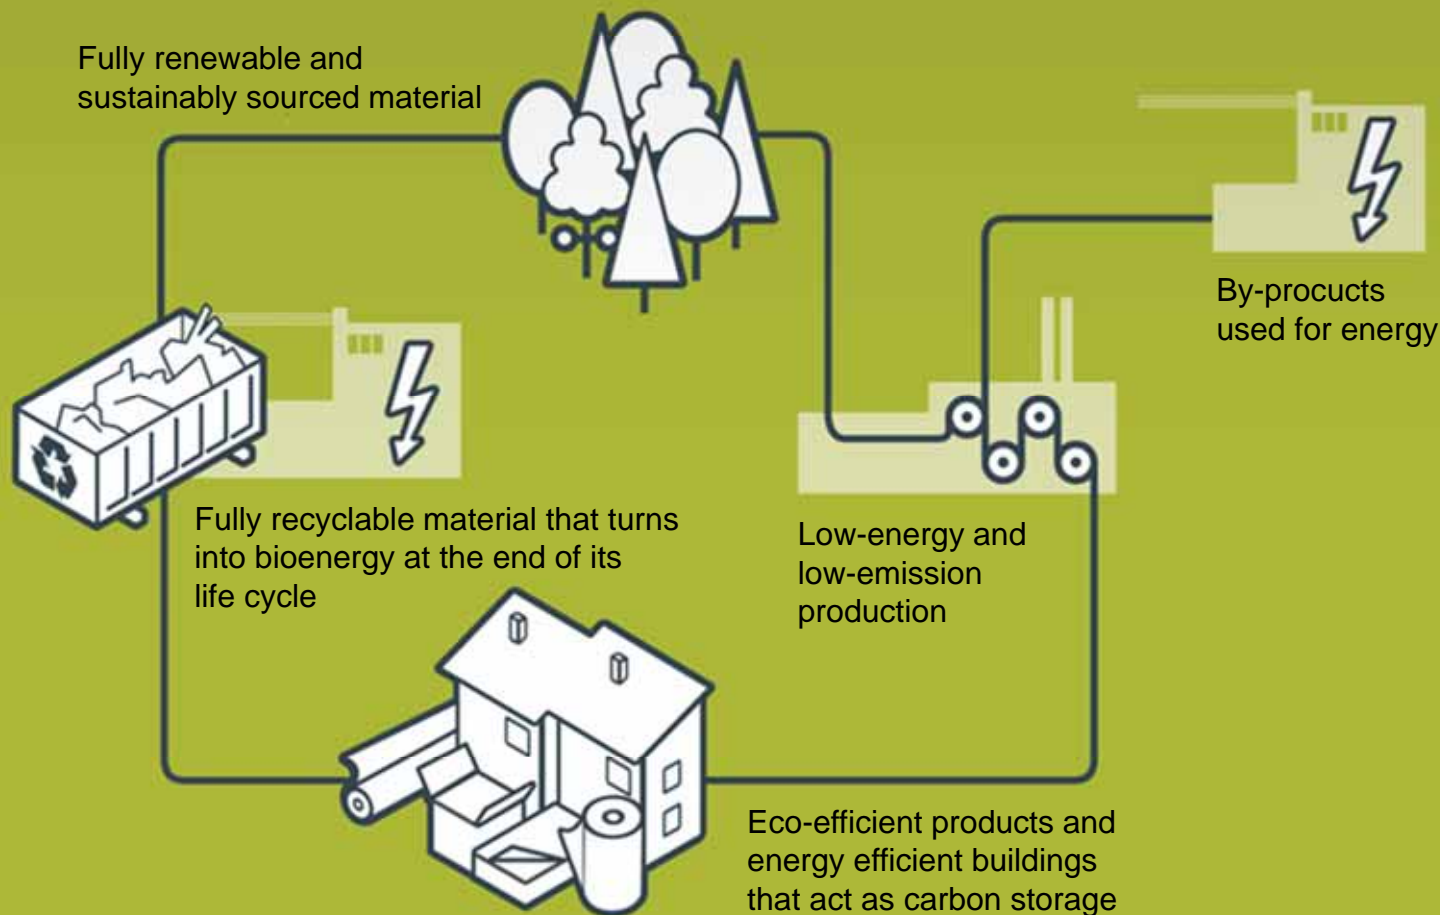 Fully renewable and
sustainably sourced material
By-procucts
used for energy
Fully recyclable material that turns
into bioenergy at the end of its
life cycle
Low-energy and
low-emission
production
Eco-efficient products and
energy efficient buildings
that act as carbon storage